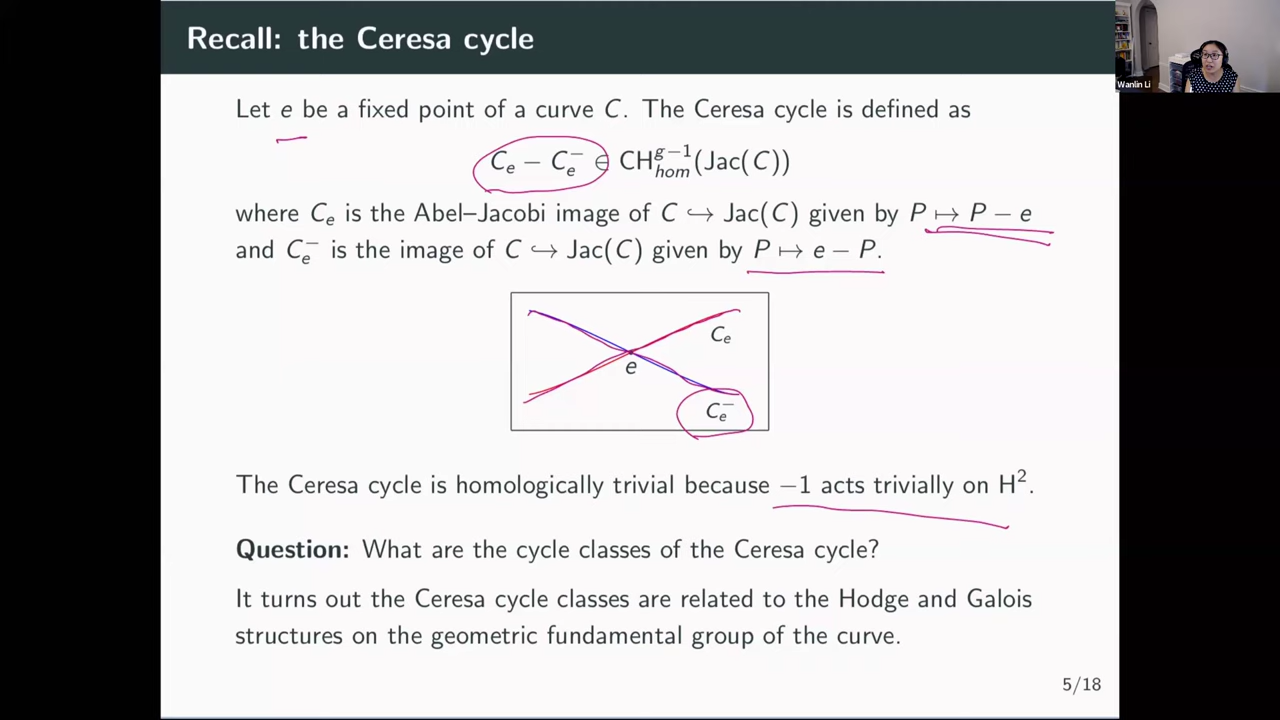 Recall: the Ceresa cycle
Wanlin Li
Let e be a fixed point of a curve C. The Ceresa cycle is defined as
C_e − C_e^− ∈ CH^{g−1}_{hom}(Jac(C))
where C_e is the Abel–Jacobi image of C ↪ Jac(C) given by P ↦ P − e
and C_e^− is the image of C ↪ Jac(C) given by P ↦ e − P.
C_e
e
C_e^−
The Ceresa cycle is homologically trivial because −1 acts trivially on H².
Question: What are the cycle classes of the Ceresa cycle?
It turns out the Ceresa cycle classes are related to the Hodge and Galois
structures on the geometric fundamental group of the curve.
5/18